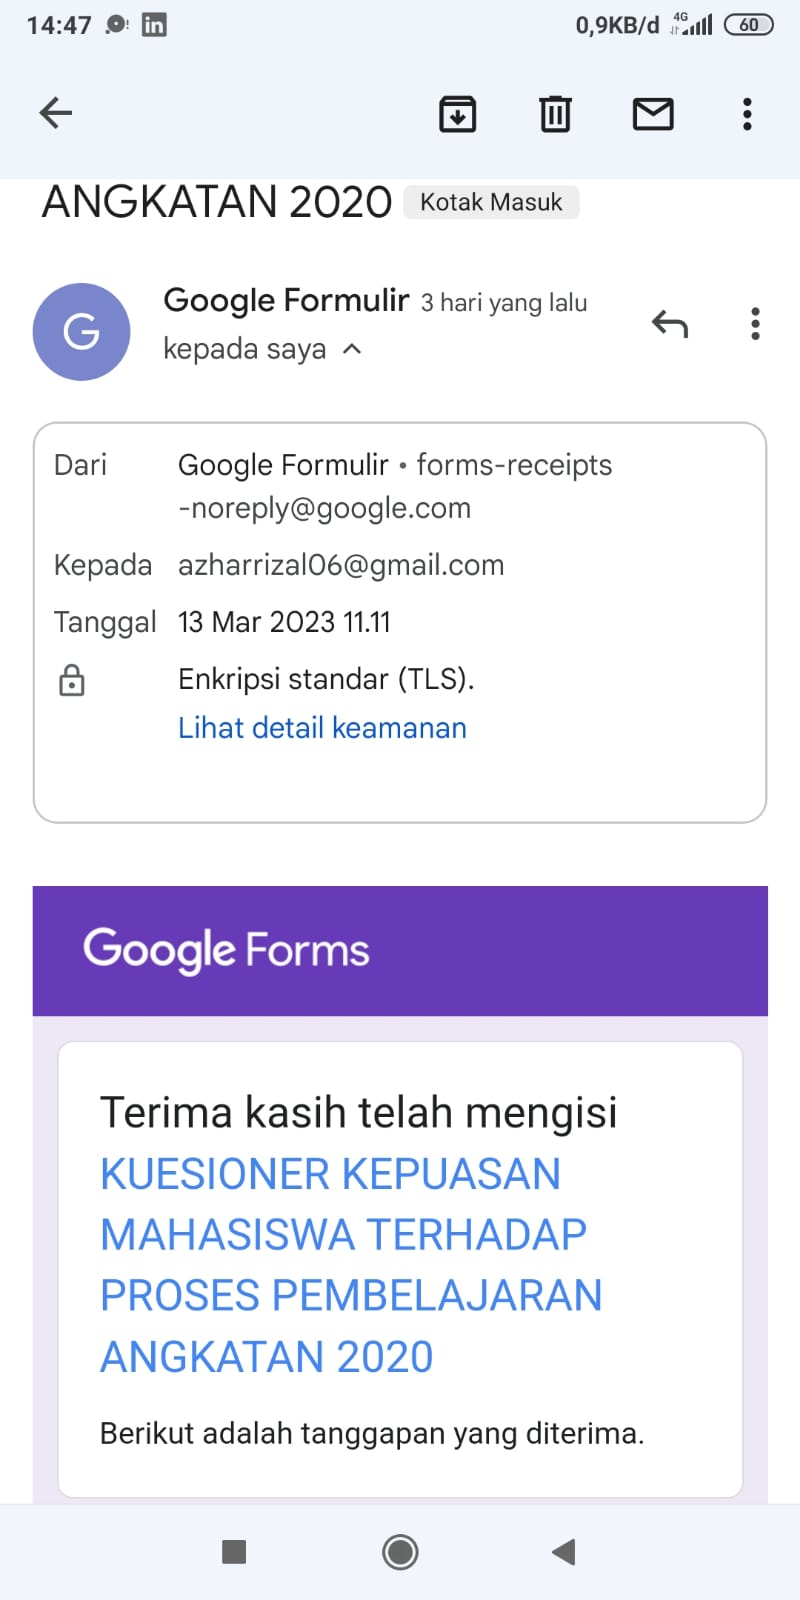 14:47 in 0,9KB/d 4G 60
ANGKATAN 2020 Kotak Masuk
G
Google Formulir 3 hari yang lalu
kepada saya
Dari Google Formulir • forms-receipts
-noreply@google.com
Kepada azharrizal06@gmail.com
Tanggal 13 Mar 2023 11.11
Enkripsi standar (TLS).
Lihat detail keamanan
Google Forms
Terima kasih telah mengisi
KUESIONER KEPUASAN
MAHASISWA TERHADAP
PROSES PEMBELAJARAN
ANGKATAN 2020
Berikut adalah tanggapan yang diterima.